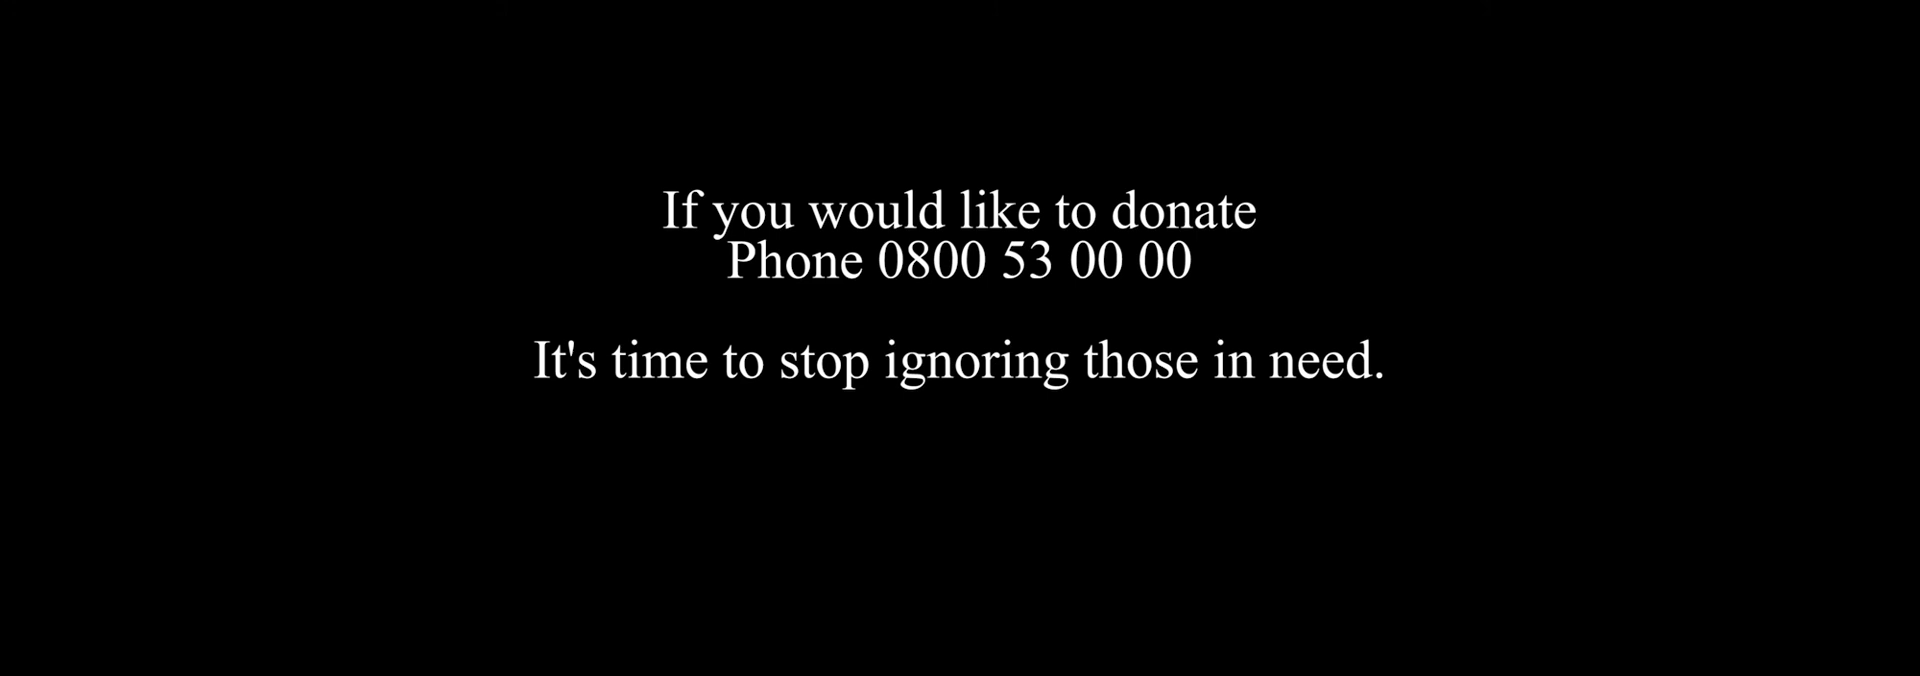 If you would like to donate
Phone 0800 53 00 00
It's time to stop ignoring those in need.